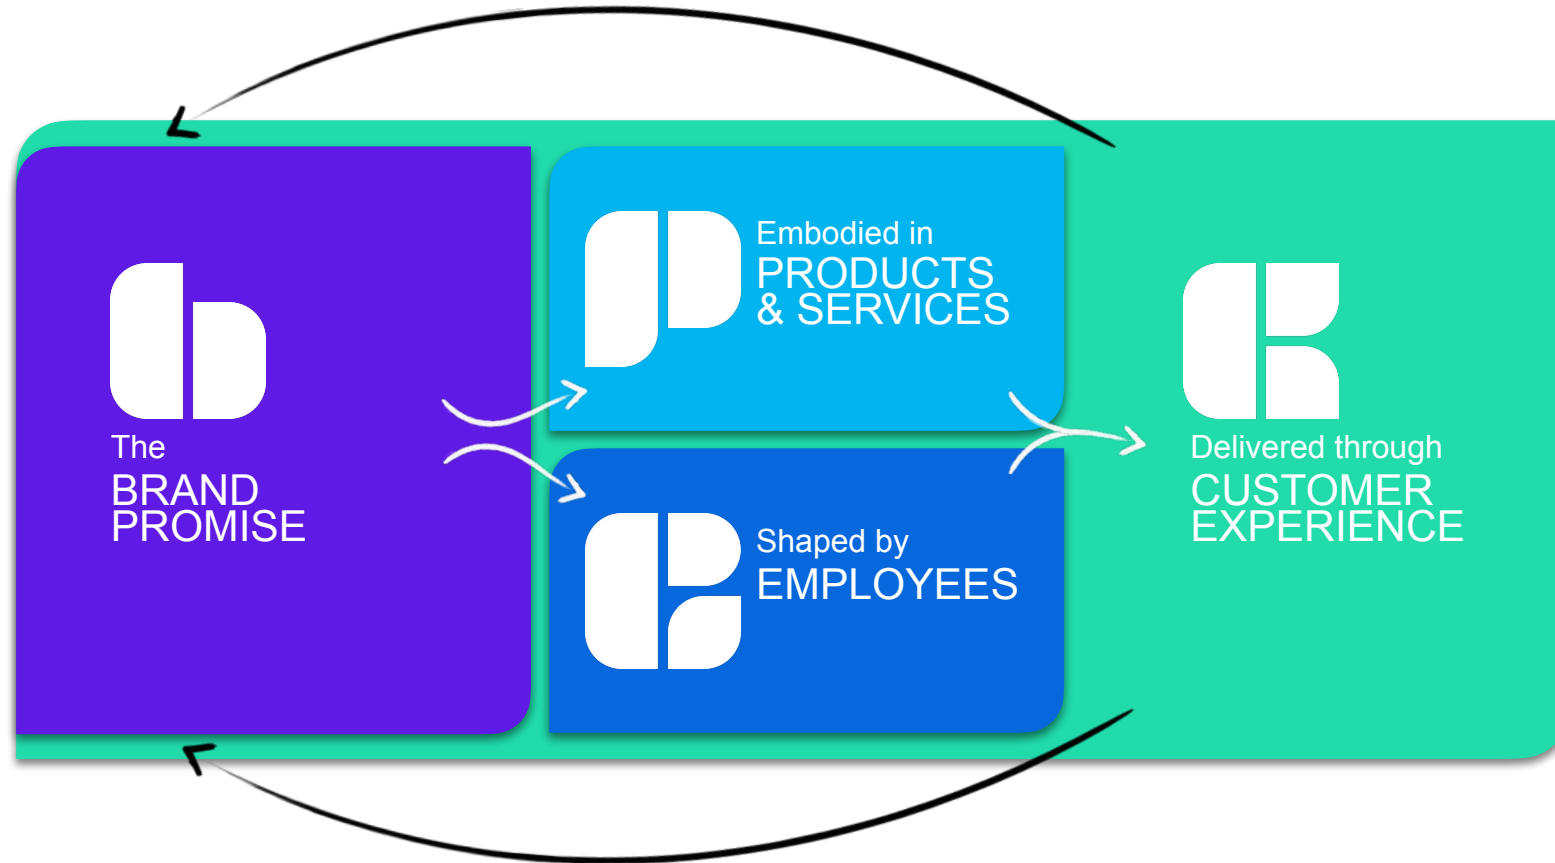 The
BRAND
PROMISE
Embodied in
PRODUCTS
& SERVICES
Shaped by
EMPLOYEES
Delivered through
CUSTOMER
EXPERIENCE